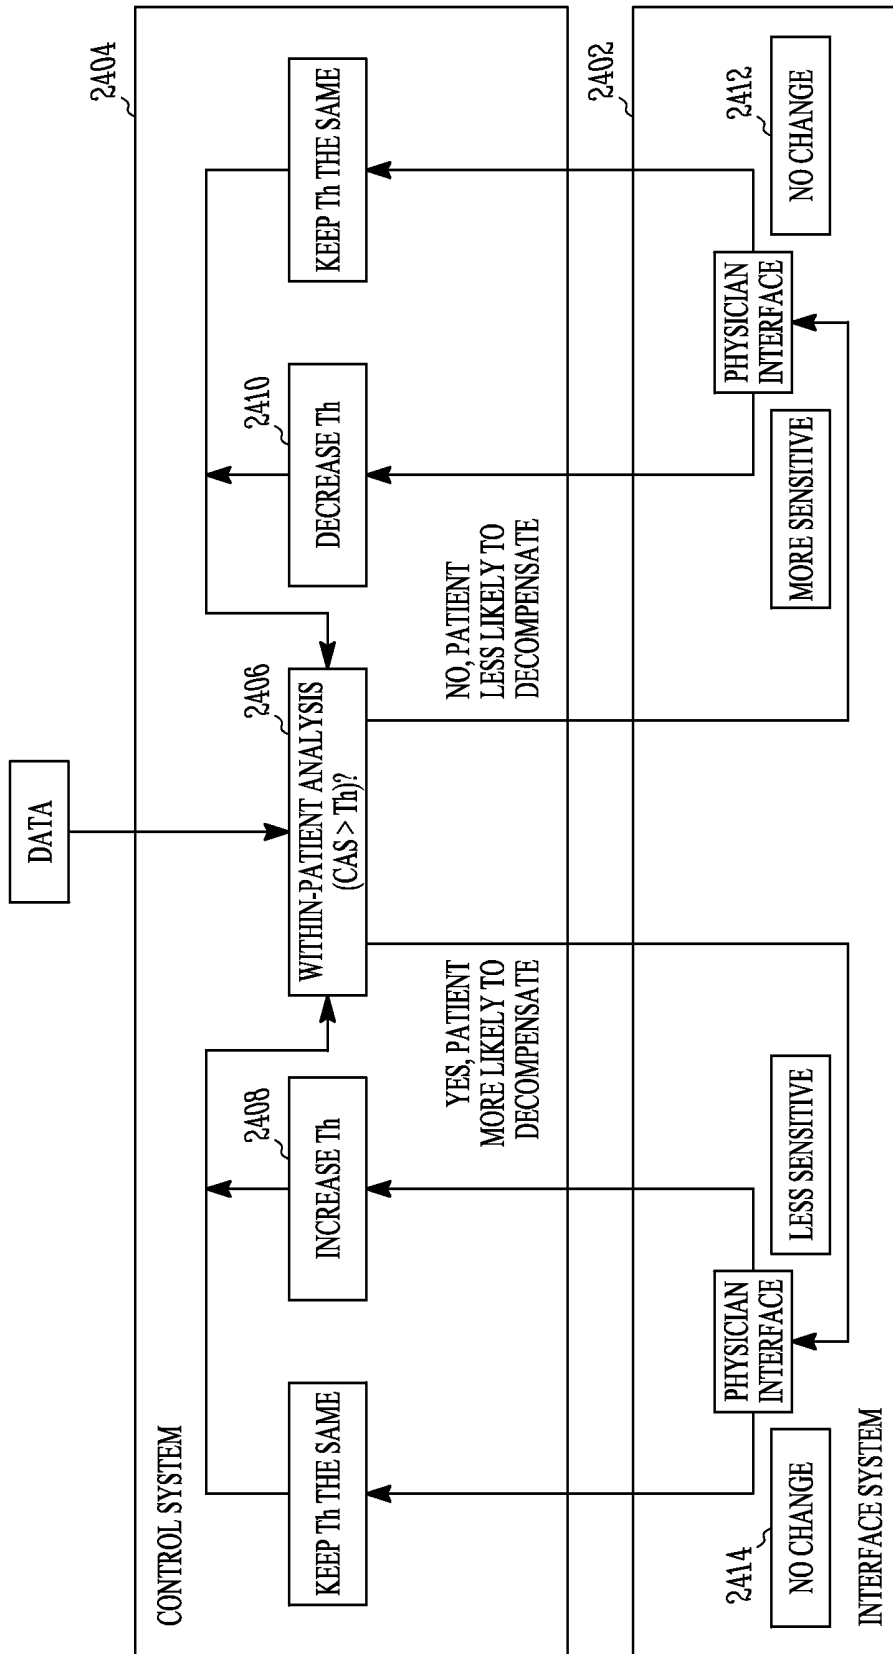 DATA
CONTROL SYSTEM
2404
KEEP Th THE SAME
INCREASE Th
2408
WITHIN-PATIENT ANALYSIS
(CAS > Th)?
2406
DECREASE Th
2410
KEEP Th THE SAME
YES, PATIENT
MORE LIKELY TO
DECOMPENSATE
NO, PATIENT
LESS LIKELY TO
DECOMPENSATE
2402
PHYSICIAN
INTERFACE
PHYSICIAN
INTERFACE
2414
NO CHANGE
LESS SENSITIVE
MORE SENSITIVE
NO CHANGE
2412
INTERFACE SYSTEM